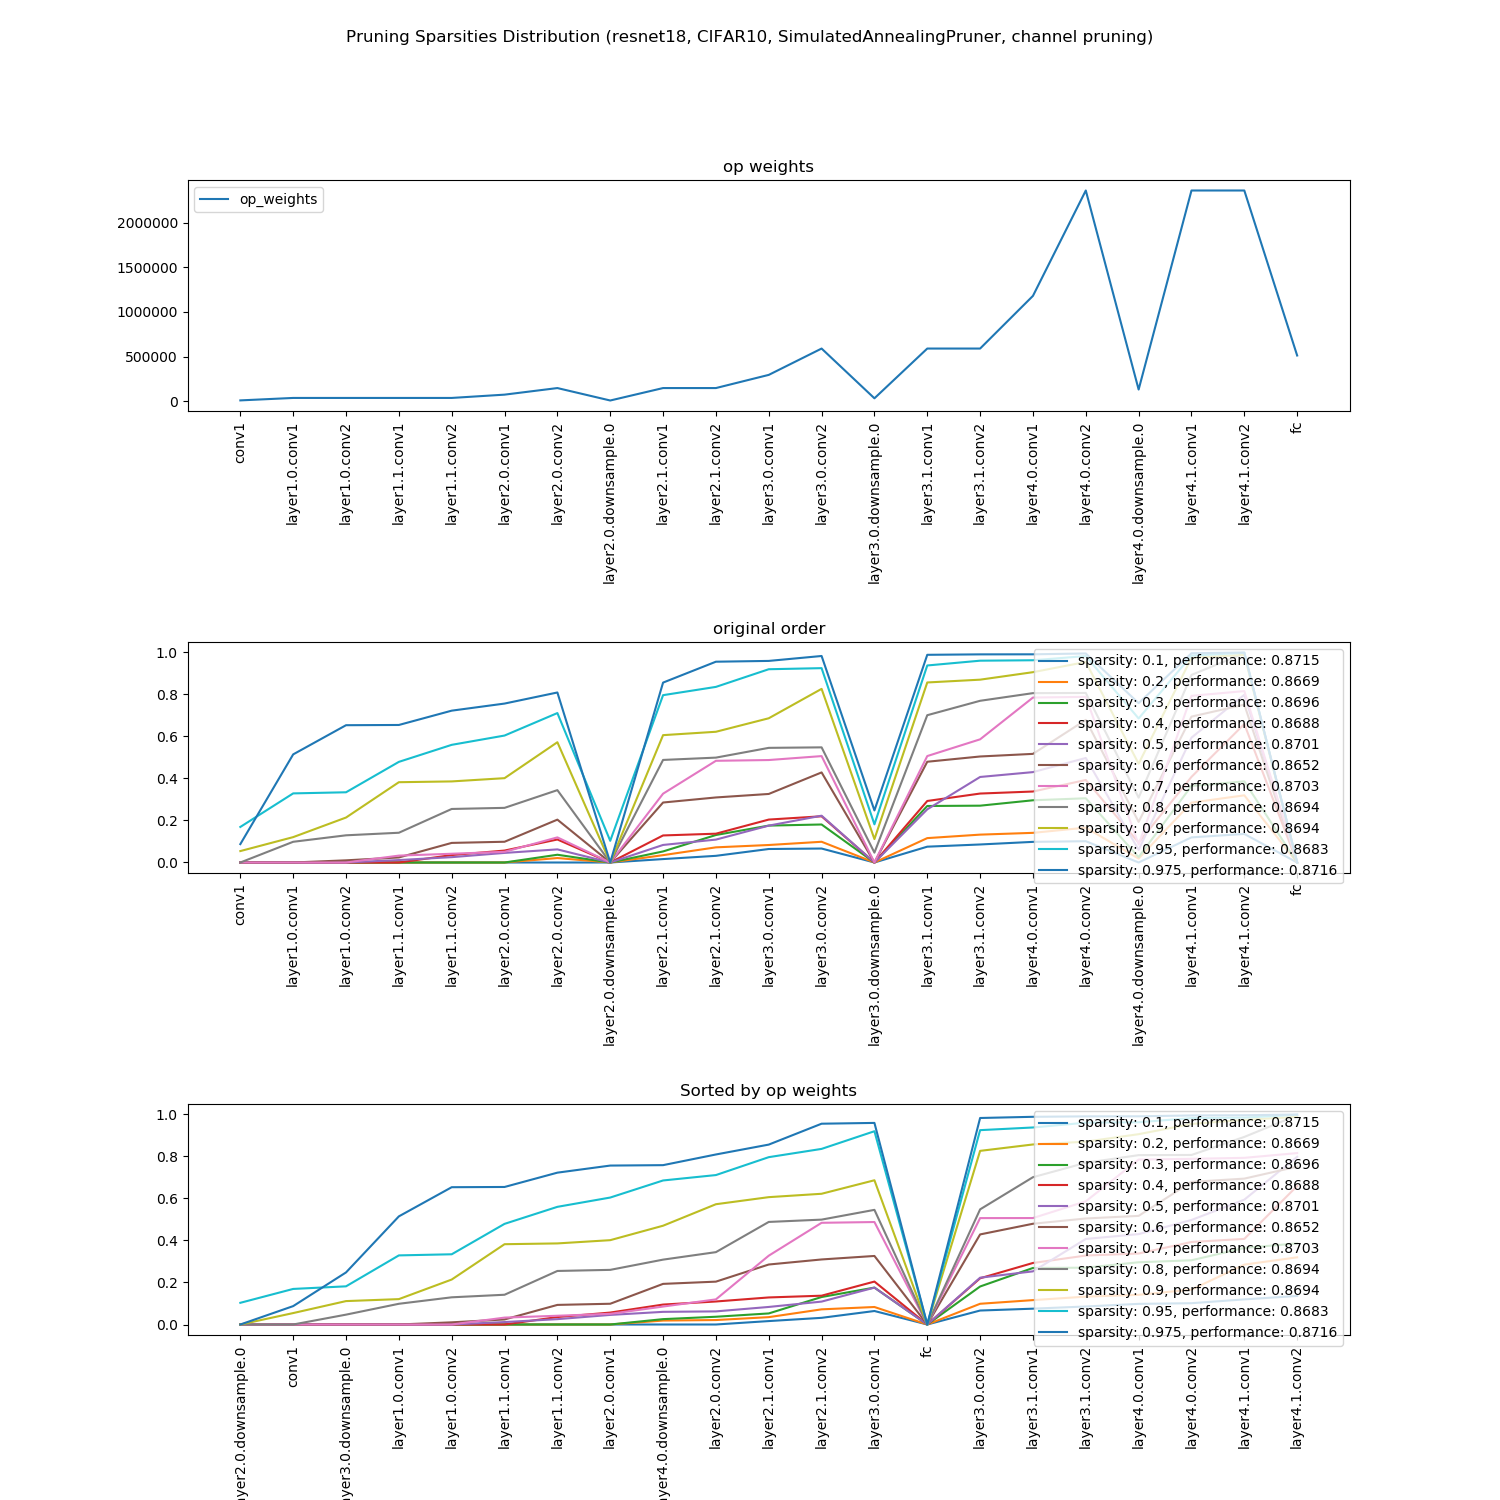 Pruning Sparsities Distribution (resnet18, CIFAR10, SimulatedAnnealingPruner, channel pruning)
op weights
op_weights
2000000
1500000
1000000
500000
0
conv1
layer1.0.conv1
layer1.0.conv2
layer1.1.conv1
layer1.1.conv2
layer2.0.conv1
layer2.0.conv2
layer2.0.downsample.0
layer2.1.conv1
layer2.1.conv2
layer3.0.conv1
layer3.0.conv2
layer3.0.downsample.0
layer3.1.conv1
layer3.1.conv2
layer4.0.conv1
layer4.0.conv2
layer4.0.downsample.0
layer4.1.conv1
layer4.1.conv2
fc
original order
1.0
0.8
0.6
0.4
0.2
0.0
sparsity: 0.1, performance: 0.8715
sparsity: 0.2, performance: 0.8669
sparsity: 0.3, performance: 0.8696
sparsity: 0.4, performance: 0.8688
sparsity: 0.5, performance: 0.8701
sparsity: 0.6, performance: 0.8652
sparsity: 0.7, performance: 0.8703
sparsity: 0.8, performance: 0.8694
sparsity: 0.9, performance: 0.8694
sparsity: 0.95, performance: 0.8683
sparsity: 0.975, performance: 0.8716
conv1
layer1.0.conv1
layer1.0.conv2
layer1.1.conv1
layer1.1.conv2
layer2.0.conv1
layer2.0.conv2
layer2.0.downsample.0
layer2.1.conv1
layer2.1.conv2
layer3.0.conv1
layer3.0.conv2
layer3.0.downsample.0
layer3.1.conv1
layer3.1.conv2
layer4.0.conv1
layer4.0.conv2
layer4.0.downsample.0
layer4.1.conv1
layer4.1.conv2
fc
Sorted by op weights
1.0
0.8
0.6
0.4
0.2
0.0
sparsity: 0.1, performance: 0.8715
sparsity: 0.2, performance: 0.8669
sparsity: 0.3, performance: 0.8696
sparsity: 0.4, performance: 0.8688
sparsity: 0.5, performance: 0.8701
sparsity: 0.6, performance: 0.8652
sparsity: 0.7, performance: 0.8703
sparsity: 0.8, performance: 0.8694
sparsity: 0.9, performance: 0.8694
sparsity: 0.95, performance: 0.8683
sparsity: 0.975, performance: 0.8716
yer2.0.downsample.0
conv1
yer3.0.downsample.0
layer1.0.conv1
layer1.0.conv2
layer1.1.conv1
layer1.1.conv2
layer2.0.conv1
yer4.0.downsample.0
layer2.0.conv2
layer2.1.conv1
layer2.1.conv2
layer3.0.conv1
fc
layer3.0.conv2
layer3.1.conv1
layer3.1.conv2
layer4.0.conv1
layer4.0.conv2
layer4.1.conv1
layer4.1.conv2